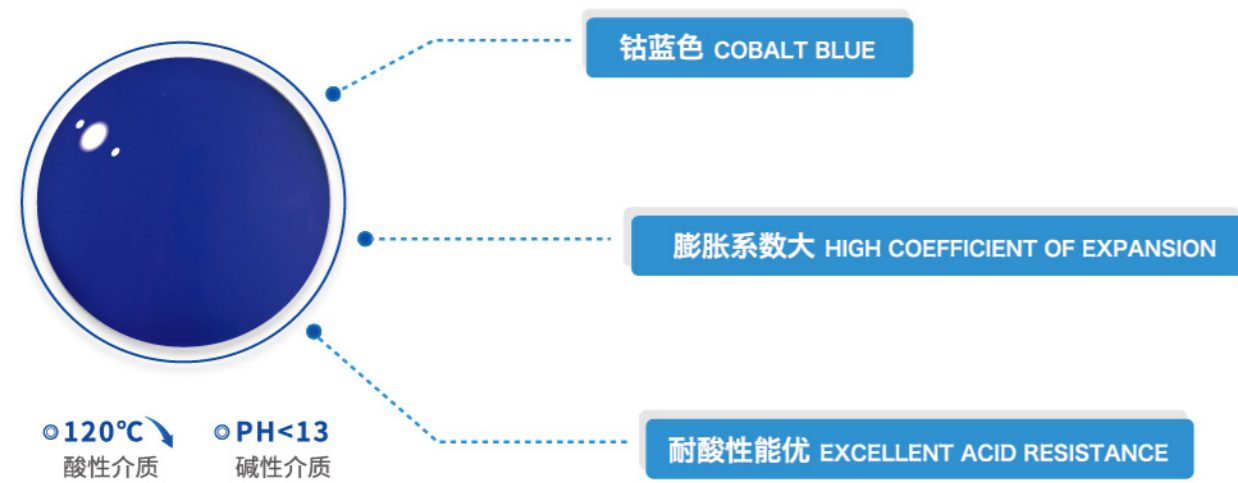 钴蓝色 COBALT BLUE
膨胀系数大 HIGH COEFFICIENT OF EXPANSION
耐酸性能优 EXCELLENT ACID RESISTANCE
120℃ PH<13
酸性介质 碱性介质